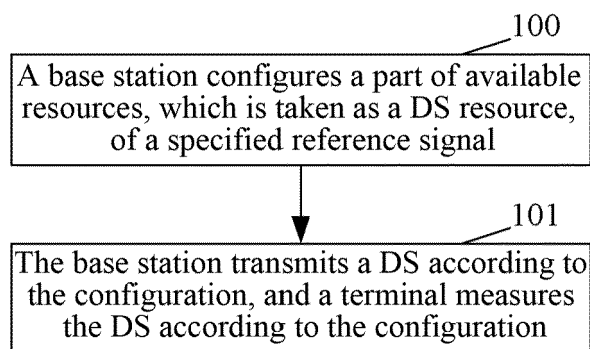 100
A base station configures a part of available
resources, which is taken as a DS resource,
of a specified reference signal
101
The base station transmits a DS according to
the configuration, and a terminal measures
the DS according to the configuration